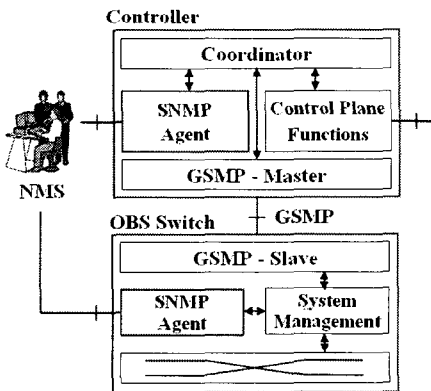 Controller
Coordinator
SNMP
Agent
Control Plane
Functions
NMS
GSMP - Master
GSMP
OBS Switch
GSMP - Slave
SNMP
Agent
System
Management